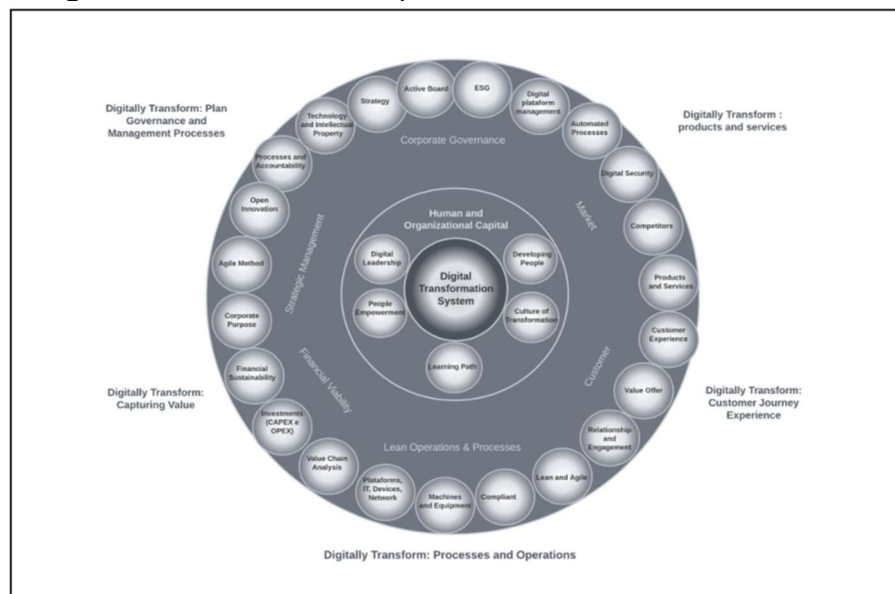 Digitally Transform: Plan
Governance and
Management Processes
Digitally Transform :
products and services
Digitally Transform:
Capturing Value
Digitally Transform:
Customer Journey
Experience
Digitally Transform: Processes and Operations
Corporate Governance
Market
Customer
Lean Operations & Processes
Financial Viability
Strategic Management
Active Board
ESG
Digital
plataform
management
Automated
Processes
Digital Security
Competitors
Products
and Services
Customer
Experience
Value Offer
Relationship
and
Engagement
Lean and Agile
Compliant
Machines
and Equipment
Plataforms,
IT, Devices,
Network
Value Chain
Analysis
Investments
(CAPEX e
OPEX)
Financial
Sustainability
Corporate
Purpose
Agile Method
Open
Innovation
Processes and
Accountability
Technology
and Intellectual
Property
Strategy
Human and
Organizational Capital
Digital
Leadership
Developing
People
People
Empowerment
Culture of
Transformation
Learning Path
Digital
Transformation
System